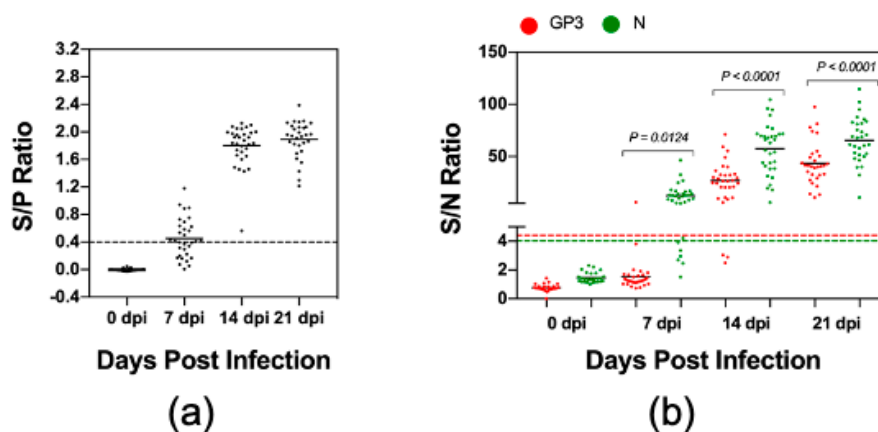 GP3 N
3.2
2.8
2.4
2.0
1.6
1.2
0.8
0.4
0.0
-0.4
S/P Ratio
0 dpi 7 dpi 14 dpi 21 dpi
Days Post Infection
(a)
150
100
50
4
2
0
S/N Ratio
P = 0.0124
P < 0.0001
P < 0.0001
0 dpi 7 dpi 14 dpi 21 dpi
Days Post Infection
(b)